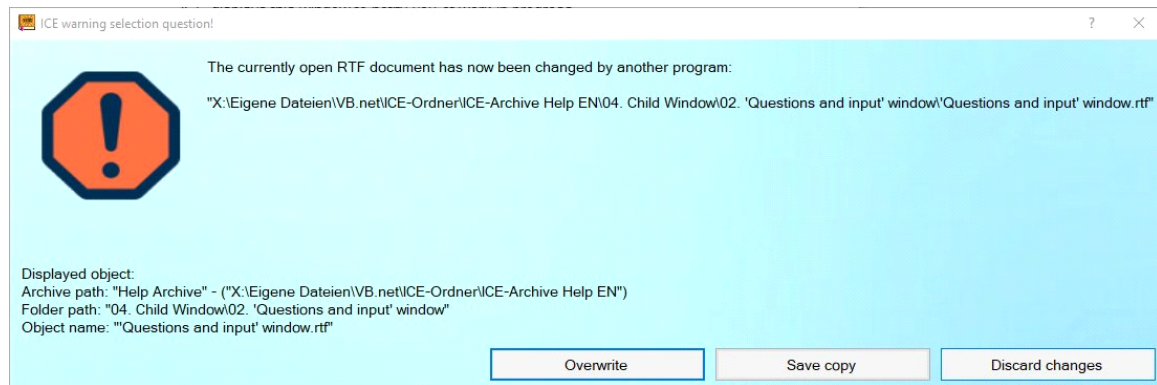 ICE warning selection question!
?
The currently open RTF document has now been changed by another program:
"X:\Eigene Dateien\VB.net\ICE-Ordner\ICE-Archive Help EN\04. Child Window\02. 'Questions and input' window\'Questions and input' window.rtf"
Displayed object:
Archive path: "Help Archive" - ("X:\Eigene Dateien\VB.net\ICE-Ordner\ICE-Archive Help EN")
Folder path: "04. Child Window\02. 'Questions and input' window"
Object name: "'Questions and input' window.rtf"
Overwrite
Save copy
Discard changes